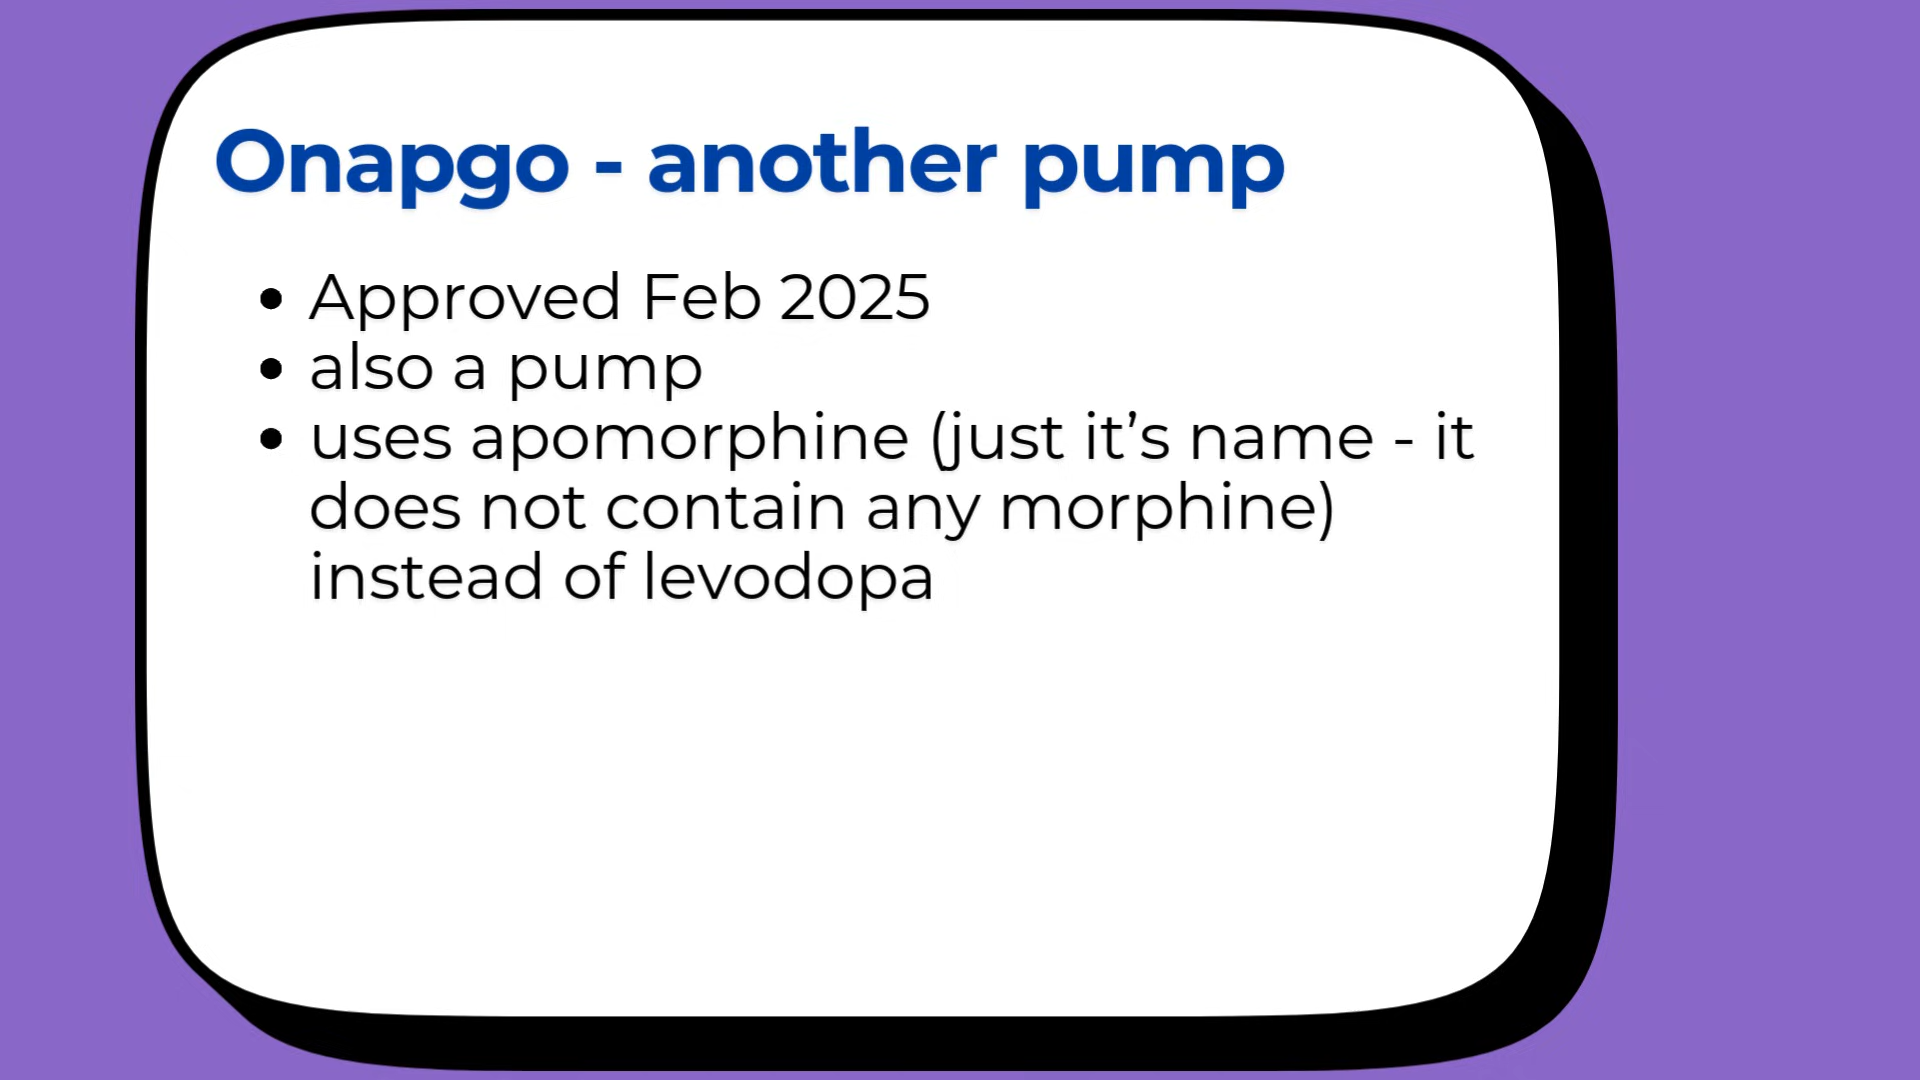 Onapgo - another pump
• Approved Feb 2025
• also a pump
• uses apomorphine (just it’s name - it
does not contain any morphine)
instead of levodopa